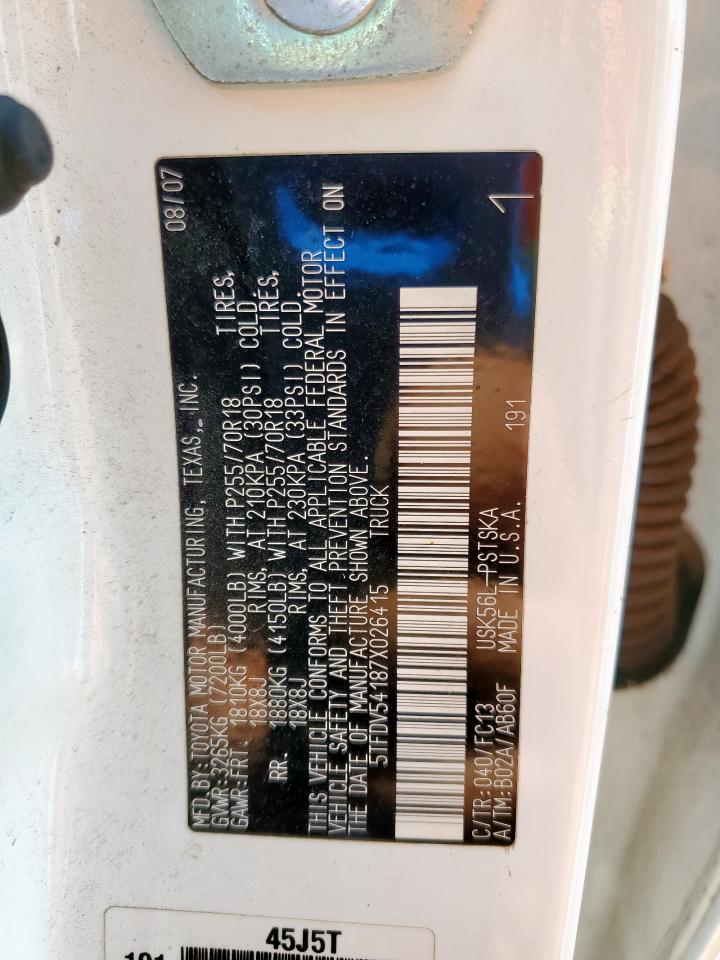 MFD.BY:TOYOTA MOTOR MANUFACTURING, TEXAS, INC. 08/07
GVWR:3265KG (7200LB)
GAWR:FRT. 1810KG (4000LB) WITH P255/70R18 TIRES,
18X8J RIMS, AT 210KPA (30PSI) COLD.
RR. 1880KG (4150LB) WITH P255/70R18 TIRES,
18X8J RIMS, AT 230KPA (33PSI) COLD.
THIS VEHICLE CONFORMS TO ALL APPLICABLE FEDERAL MOTOR
VEHICLE SAFETY AND THEFT PREVENTION STANDARDS IN EFFECT ON
THE DATE OF MANUFACTURE SHOWN ABOVE.
5TFDV54187X026415 TRUCK
C/TR:040/FC13 USK56L-PSTSKA 191
A/TM:B02A/AB60F MADE IN U.S.A. 1
45J5T
191